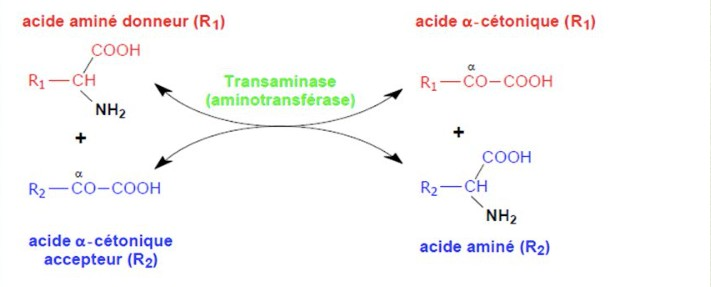 acide aminé donneur (R₁)
COOH
R₁—CH
NH₂
+
α
R₂—CO–COOH
acide α-cétonique
accepteur (R₂)
Transaminase
(aminotransférase)
acide α-cétonique (R₁)
α
R₁—CO–COOH
+
COOH
R₂—CH
NH₂
acide aminé (R₂)